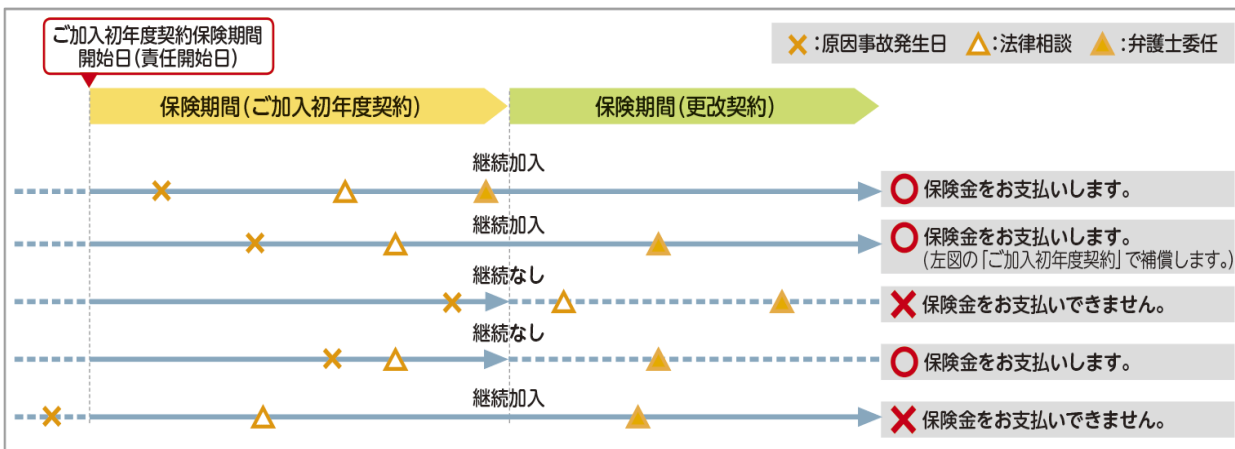 ご加入初年度契約保険期間
開始日(責任開始日)
×:原因事故発生日 △:法律相談 ▲:弁護士委任
保険期間(ご加入初年度契約)
保険期間(更改契約)
継続加入
保険金をお支払いします。
継続加入
保険金をお支払いします。
(左図の「ご加入初年度契約」で補償します。)
継続なし
保険金をお支払いできません。
継続なし
保険金をお支払いします。
継続加入
保険金をお支払いできません。